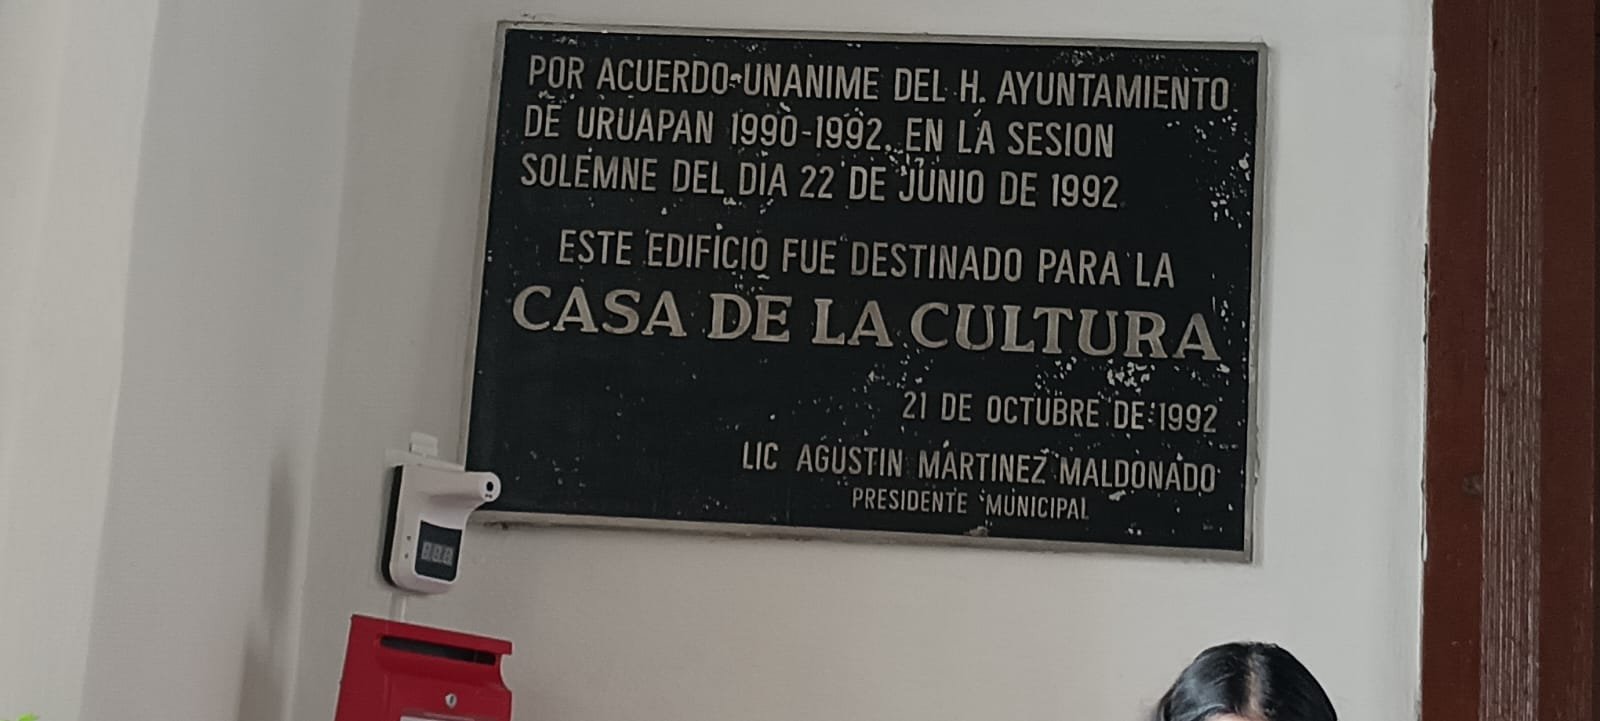 POR ACUERDO UNANIME DEL H. AYUNTAMIENTO
DE URUAPAN 1990-1992, EN LA SESION
SOLEMNE DEL DIA 22 DE JUNIO DE 1992
ESTE EDIFICIO FUE DESTINADO PARA LA
CASA DE LA CULTURA
21 DE OCTUBRE DE 1992
LIC AGUSTIN MARTINEZ MALDONADO
PRESIDENTE MUNICIPAL